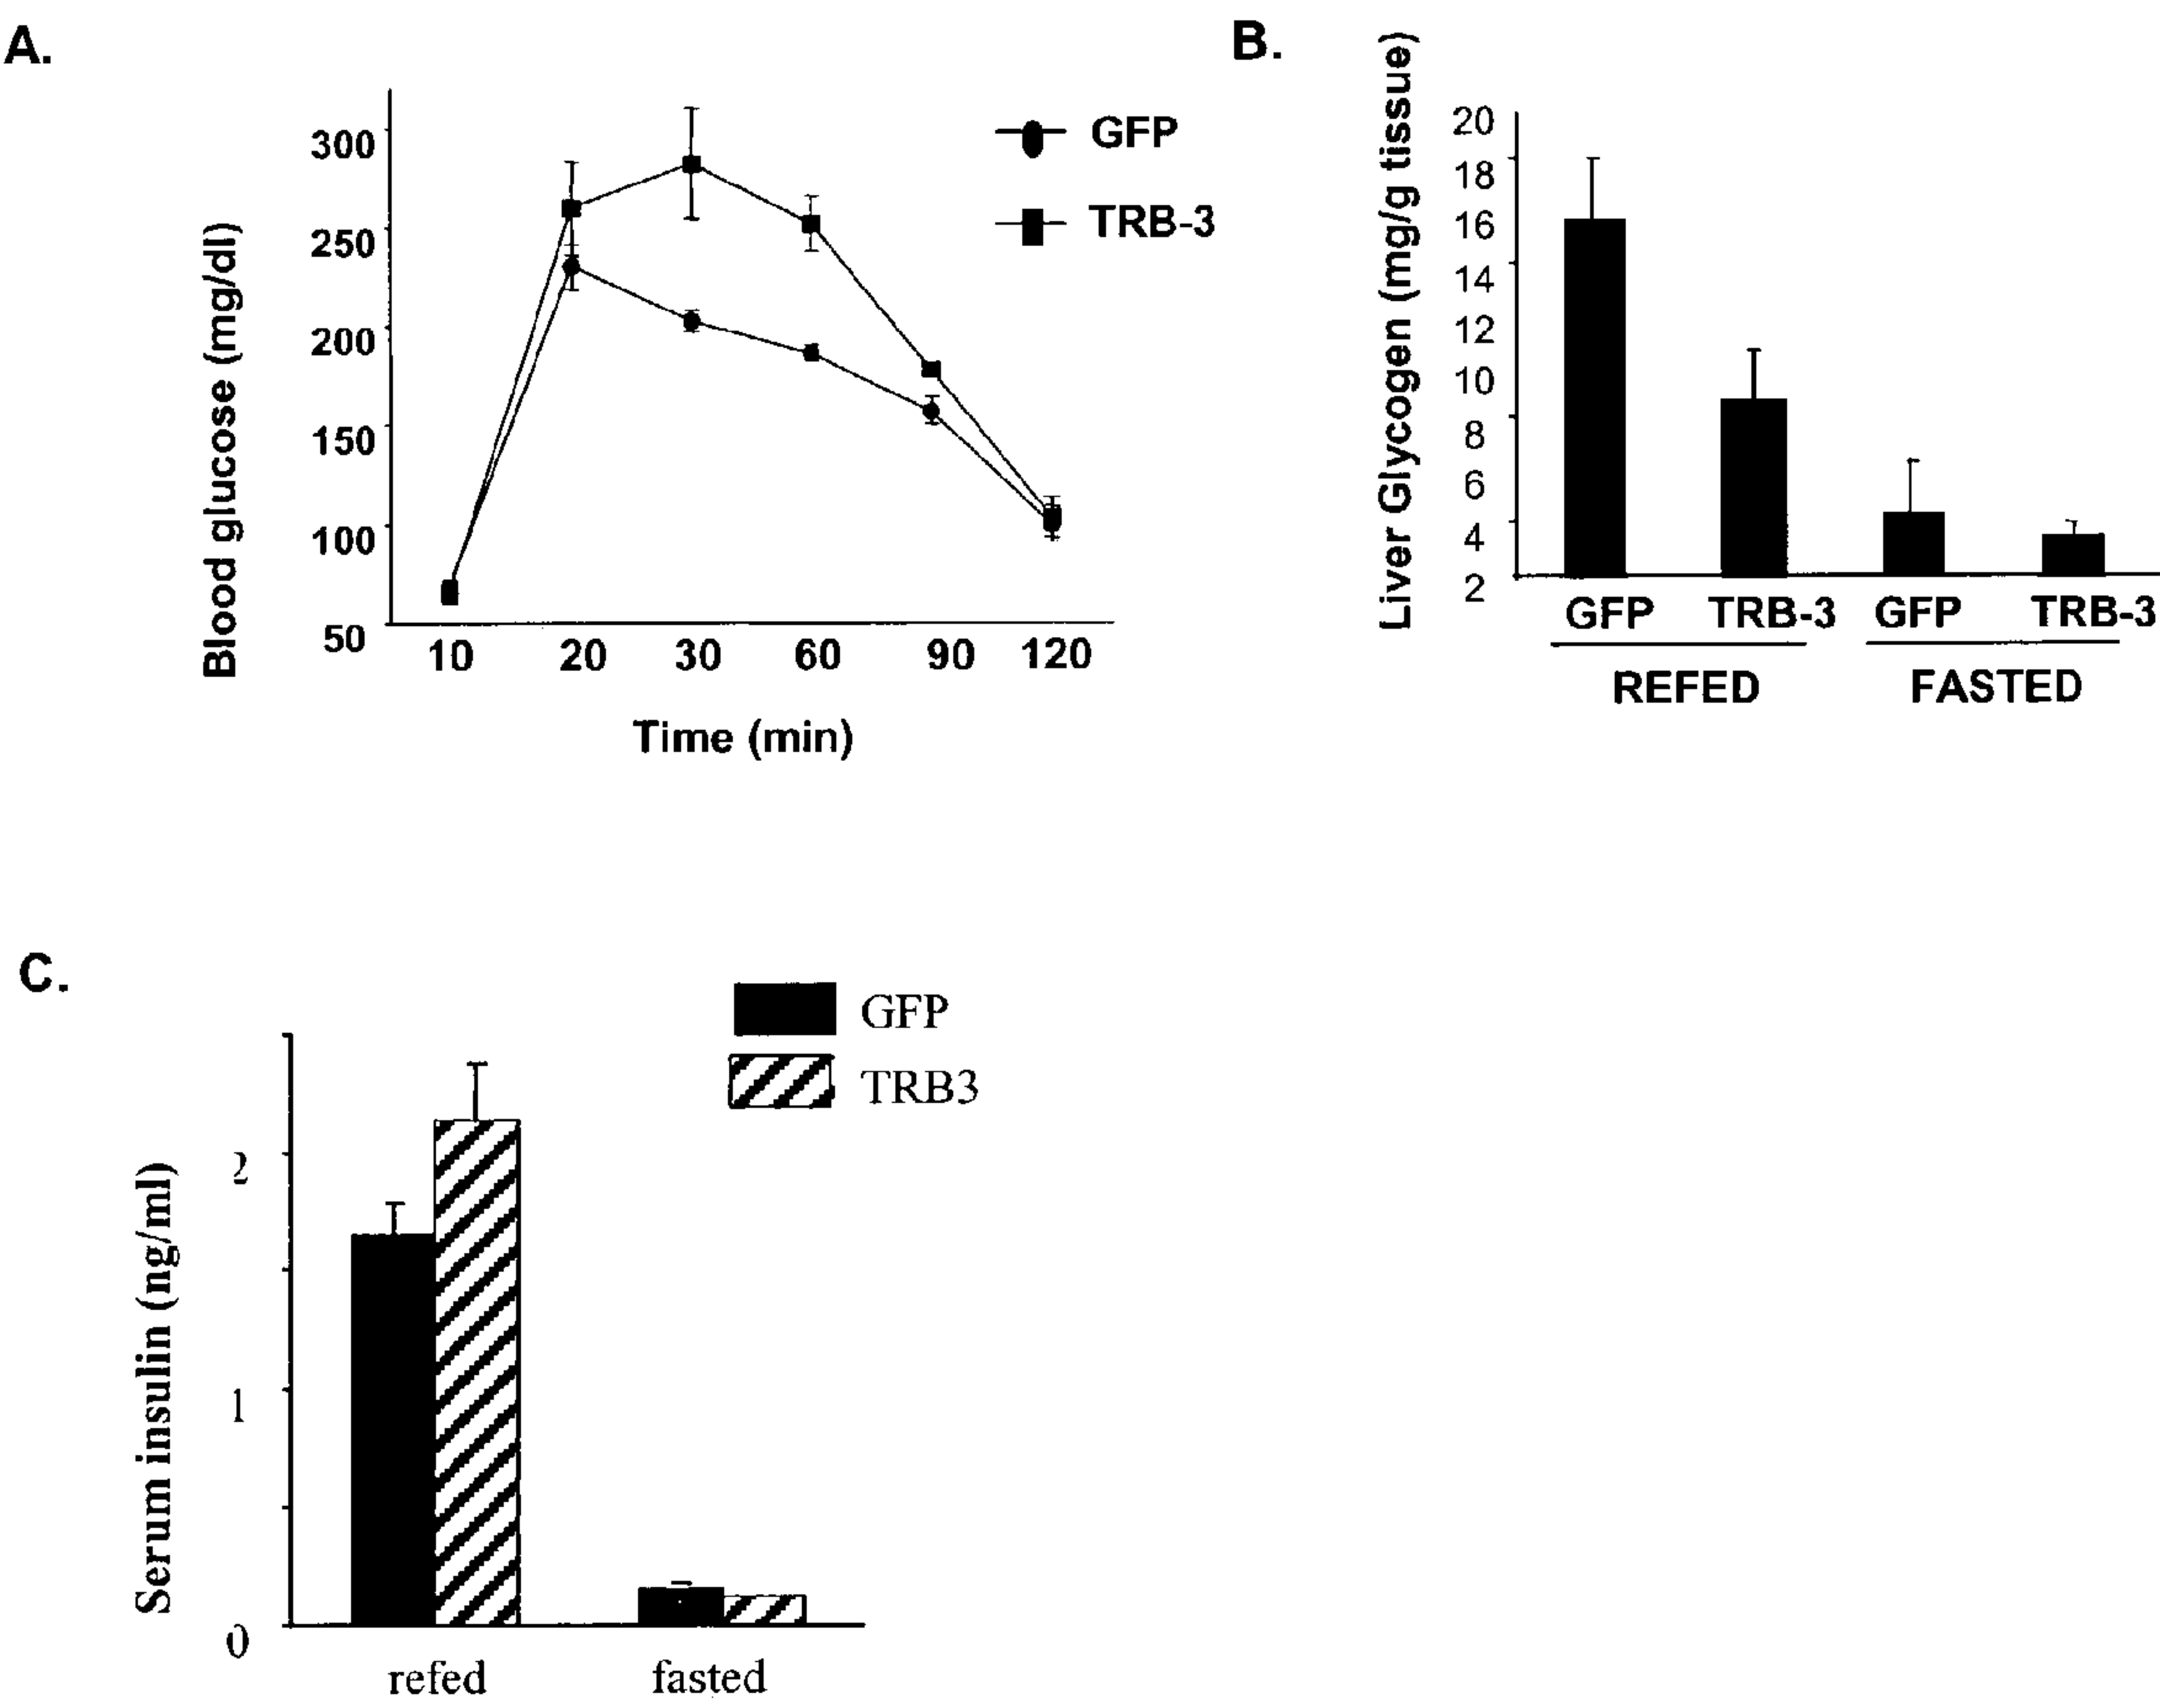 A.
Blood glucose (mg/dl)
300
250
200
150
100
50
10 20 30 60 90 120
Time (min)
GFP
TRB-3
B.
Liver Glycogen (mg/g tissue)
20
18
16
14
12
10
8
6
4
2
GFP TRB-3 GFP TRB-3
REFED FASTED
C.
Serum insulin (ng/ml)
2
1
0
GFP
TRB3
refed fasted